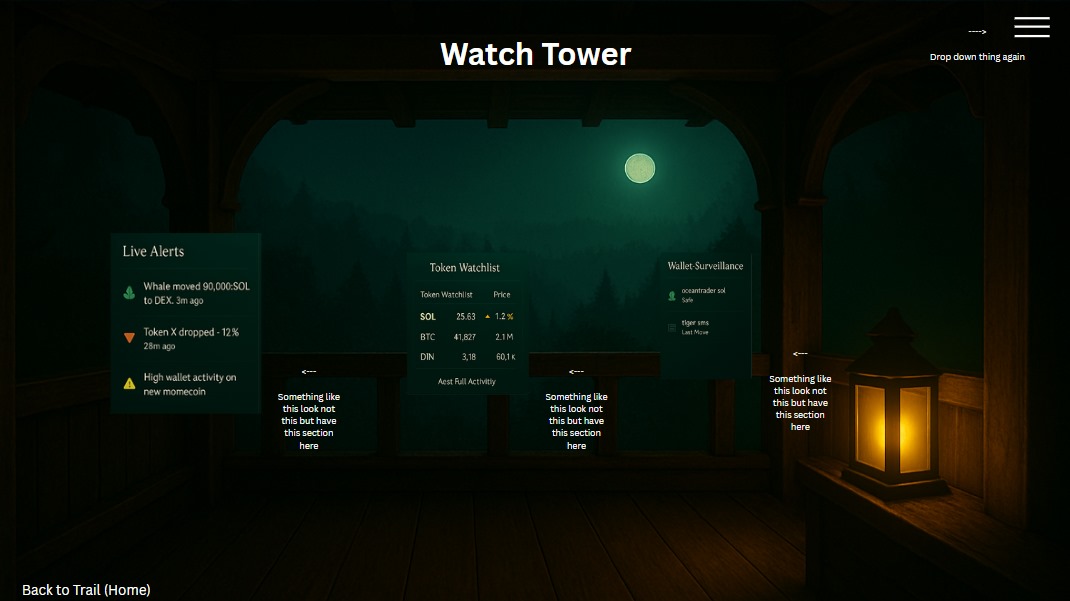 ---->
Watch Tower
Drop down thing again
Live Alerts
Whale moved 90,000:SOL
to DEX. 3m ago
Token X dropped - 12%
28m ago
High wallet activity on
new momecoin
<---
Something like
this look not
this but have
this section
here
Token Watchlist
Token Watchlist Price
SOL 25.63 ▲ 1.2 %
BTC 41,827 2.1 M
DIN 3,18 60,1 K
Aest Full Activitiy
<---
Something like
this look not
this but have
this section
here
Wallet-Surveillance
oceantrader sol
Safe
tiger sms
Last Move
<---
Something like
this look not
this but have
this section
here
Back to Trail (Home)